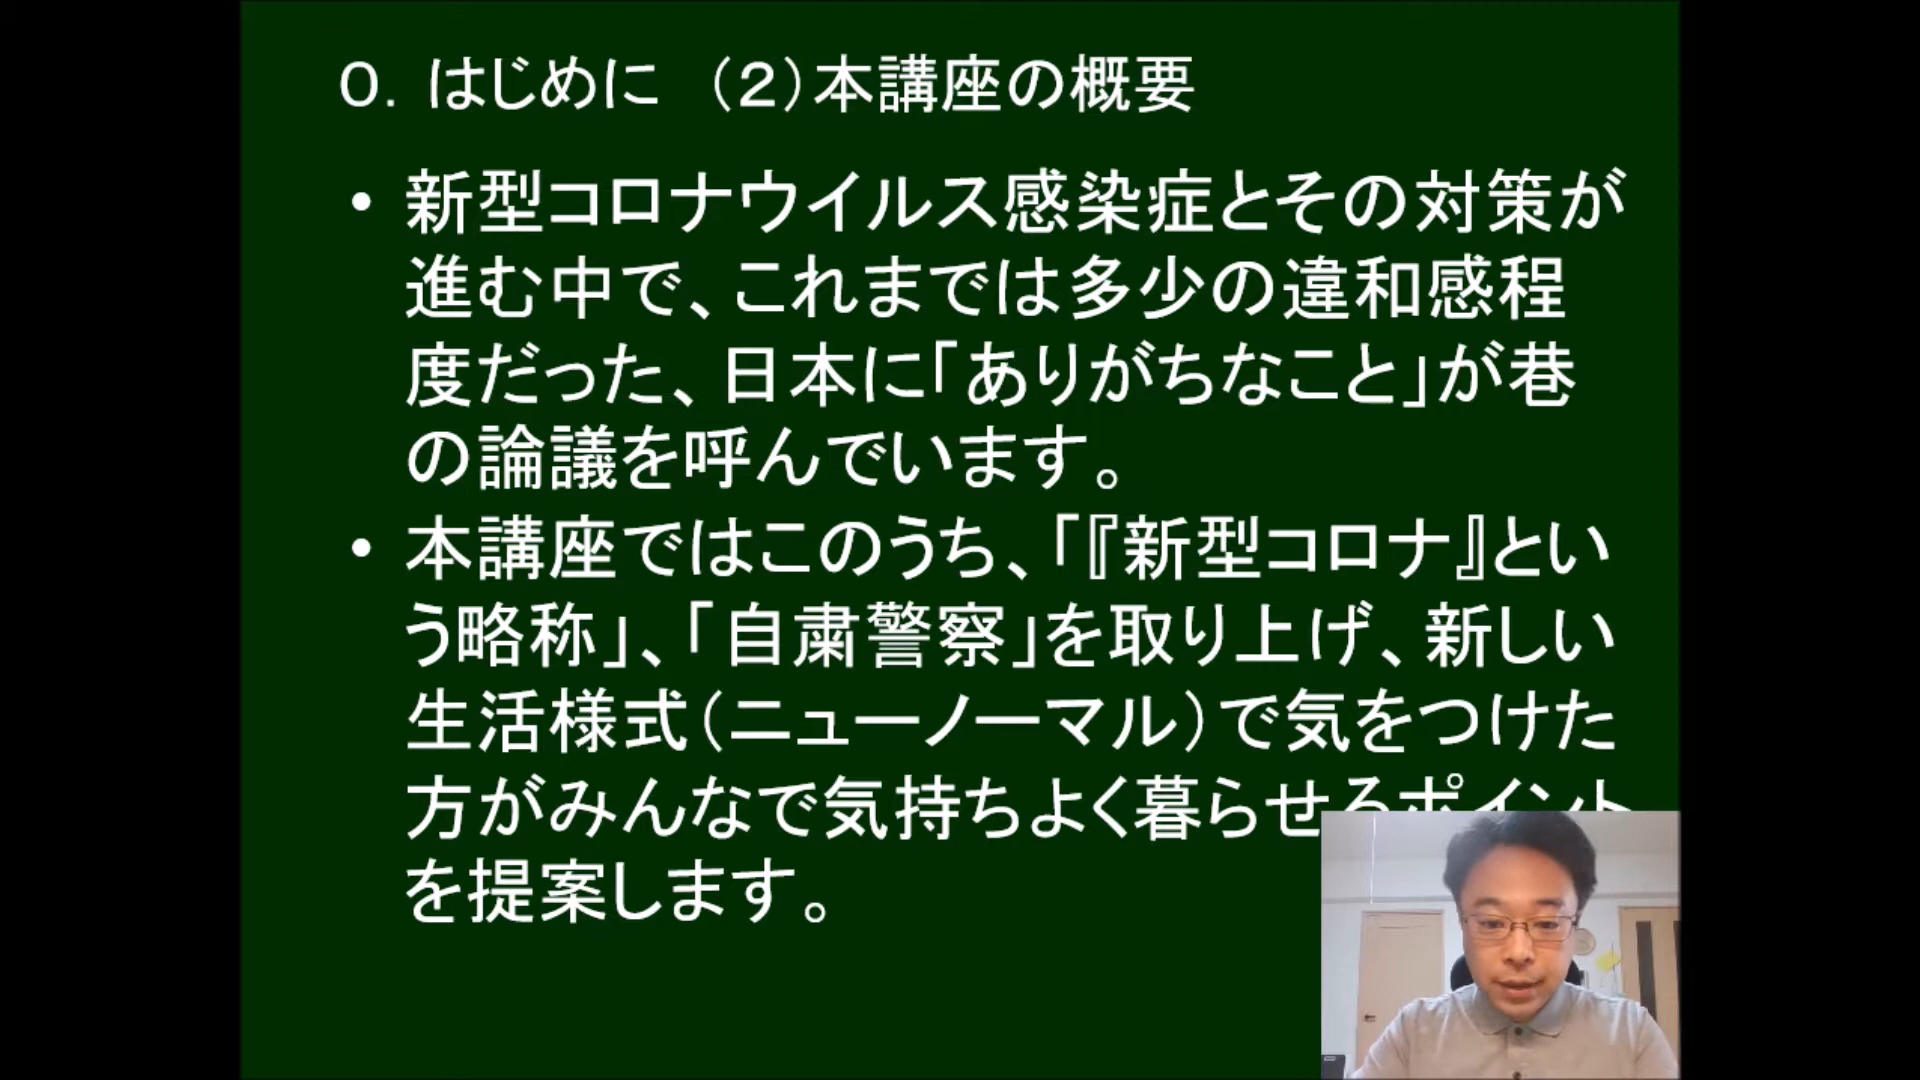 ０．はじめに　（２）本講座の概要
• 新型コロナウイルス感染症とその対策が
進む中で、これまでは多少の違和感程
度だった、日本に「ありがちなこと」が巷
の論議を呼んでいます。
• 本講座ではこのうち、「『新型コロナ』とい
う略称」、「自粛警察」を取り上げ、新しい
生活様式（ニューノーマル）で気をつけた
方がみんなで気持ちよく暮らせるポイント
を提案します。